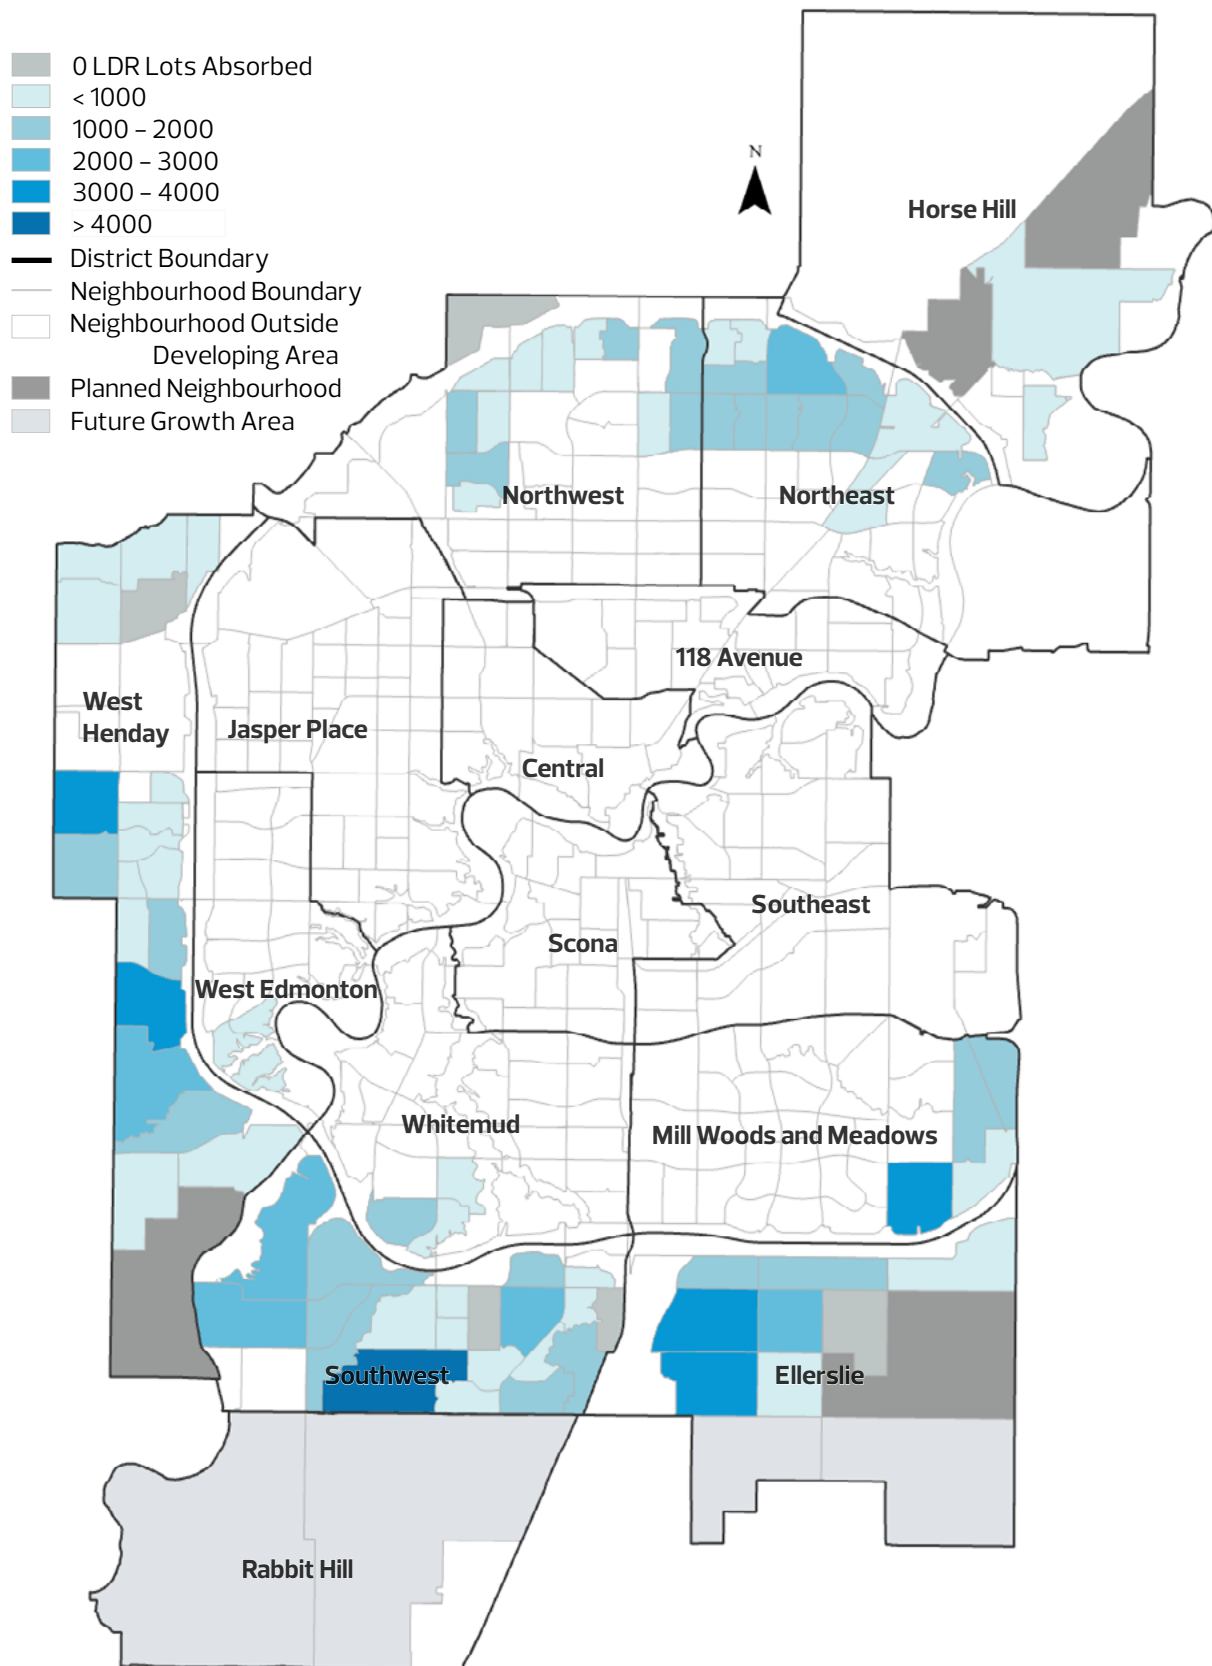 0 LDR Lots Absorbed
< 1000
1000 – 2000
2000 – 3000
3000 – 4000
> 4000
District Boundary
Neighbourhood Boundary
Neighbourhood Outside
Developing Area
Planned Neighbourhood
Future Growth Area
N
Horse Hill
Northwest
Northeast
118 Avenue
West
Henday
Jasper Place
Central
Southeast
Scona
West Edmonton
Whitemud
Mill Woods and Meadows
Southwest
Ellerslie
Rabbit Hill